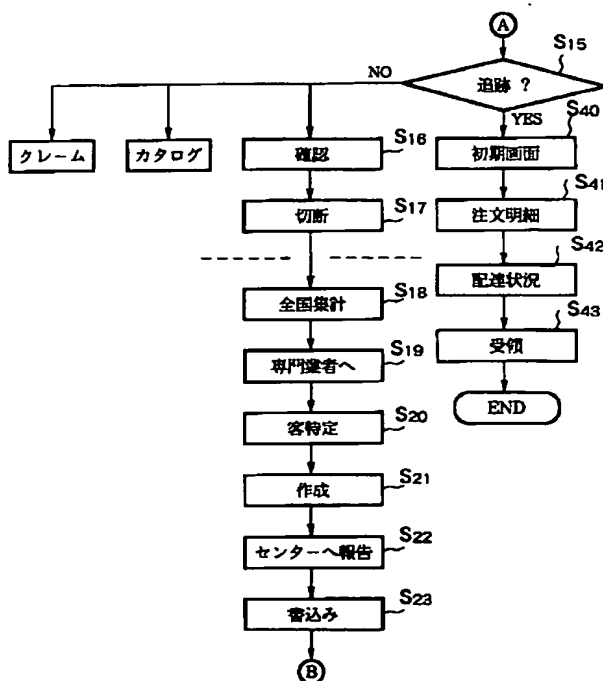 A
S15
NO
追跡 ?
YES
S40
クレーム
カタログ
確認
S16
初期画面
S41
切断
S17
注文明細
S42
配達状況
全国集計
S18
S43
受領
専門業者へ
S19
END
客特定
S20
作成
S21
センターへ報告
S22
書込み
S23
B